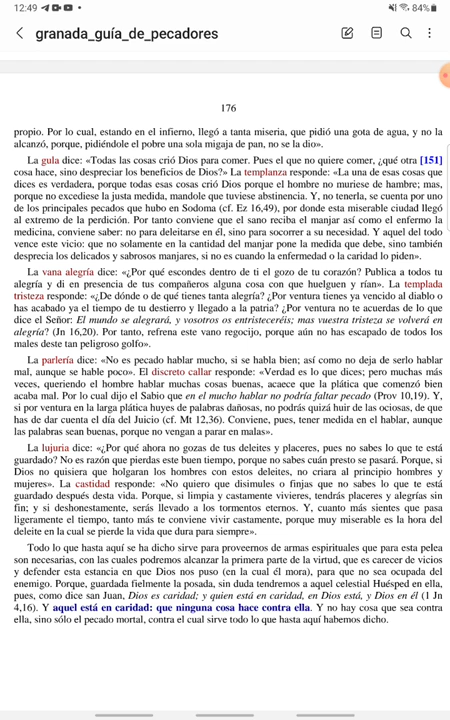 12:49
84%
granada_guía_de_pecadores
176
propio. Por lo cual, estando en el infierno, llegó a tanta miseria, que pidió una gota de agua, y no la
alcanzó, porque, pidiéndole el pobre una sola migaja de pan, no se la dio».
La gula dice: «Todas las cosas crió Dios para comer. Pues el que no quiere comer, ¿qué otra [151]
cosa hace, sino despreciar los beneficios de Dios?» La templanza responde: «La una de esas cosas que
dices es verdadera, porque todas esas cosas crió Dios porque el hombre no muriese de hambre; mas,
porque no excediese la justa medida, mandole que tuviese abstinencia. Y, no tenerla, se cuenta por uno
de los principales pecados que hubo en Sodoma (cf. Ez 16,49), por donde esta miserable ciudad llegó
al extremo de la perdición. Por tanto conviene que el sano reciba el manjar así como el enfermo la
medicina, conviene saber: no para deleitarse en él, sino para socorrer a su necesidad. Y aquel del todo
vence este vicio: que no solamente en la cantidad del manjar pone la medida que debe, sino también
desprecia los delicados y sabrosos manjares, si no es cuando la enfermedad o la caridad lo piden».
La vana alegría dice: «¿Por qué escondes dentro de ti el gozo de tu corazón? Publica a todos tu
alegría y di en presencia de tus compañeros alguna cosa con que huelguen y rían». La templada
tristeza responde: «¿De dónde o de qué tienes tanta alegría? ¿Por ventura tienes ya vencido al diablo o
has acabado ya el tiempo de tu destierro y llegado a la patria? ¿Por ventura no te acuerdas de lo que
dice el Señor: El mundo se alegrará, y vosotros os entristeceréis; mas vuestra tristeza se volverá en
alegría? (Jn 16,20). Por tanto, refrena este vano regocijo, porque aún no has escapado de todos los
males deste tan peligroso golfo».
La parlería dice: «No es pecado hablar mucho, si se habla bien; así como no deja de serlo hablar
mal, aunque se hable poco». El discreto callar responde: «Verdad es lo que dices; pero muchas más
veces, queriendo el hombre hablar muchas cosas buenas, acaece que la plática que comenzó bien
acaba mal. Por lo cual dijo el Sabio que en el mucho hablar no podría faltar pecado (Prov 10,19). Y,
si por ventura en la larga plática huyes de palabras dañosas, no podrás quizá huir de las ociosas, de que
has de dar cuenta el día del Juicio (cf. Mt 12,36). Conviene, pues, tener medida en el hablar, aunque
las palabras sean buenas, porque no vengan a parar en malas».
La lujuria dice: «¿Por qué ahora no gozas de tus deleites y placeres, pues no sabes lo que te está
guardado? No es razón que pierdas este buen tiempo, porque no sabes cuán presto se pasará. Porque, si
Dios no quisiera que holgaran los hombres con estos deleites, no criara al principio hombres y
mujeres». La castidad responde: «No quiero que disimules o finjas que no sabes lo que te está
guardado después desta vida. Porque, si limpia y castamente vivieres, tendrás placeres y alegrías sin
fin; y si deshonestamente, serás llevado a los tormentos eternos. Y, cuanto más sientes que pasa
ligeramente el tiempo, tanto más te conviene vivir castamente, porque muy miserable es la hora del
deleite en la cual se pierde la vida que dura para siempre».
Todo lo que hasta aquí se ha dicho sirve para proveernos de armas espirituales que para esta pelea
son necesarias, con las cuales podremos alcanzar la primera parte de la virtud, que es carecer de vicios
y defender esta estancia en que Dios nos puso (en la cual él mora), para que no sea ocupada del
enemigo. Porque, guardada fielmente la posada, sin duda tendremos a aquel celestial Huésped en ella,
pues, como dice san Juan, Dios es caridad; y quien está en caridad, en Dios está, y Dios en él (1 Jn
4,16). Y aquel está en caridad: que ninguna cosa hace contra ella. Y no hay cosa que sea contra
ella, sino sólo el pecado mortal, contra el cual sirve todo lo que hasta aquí habemos dicho.